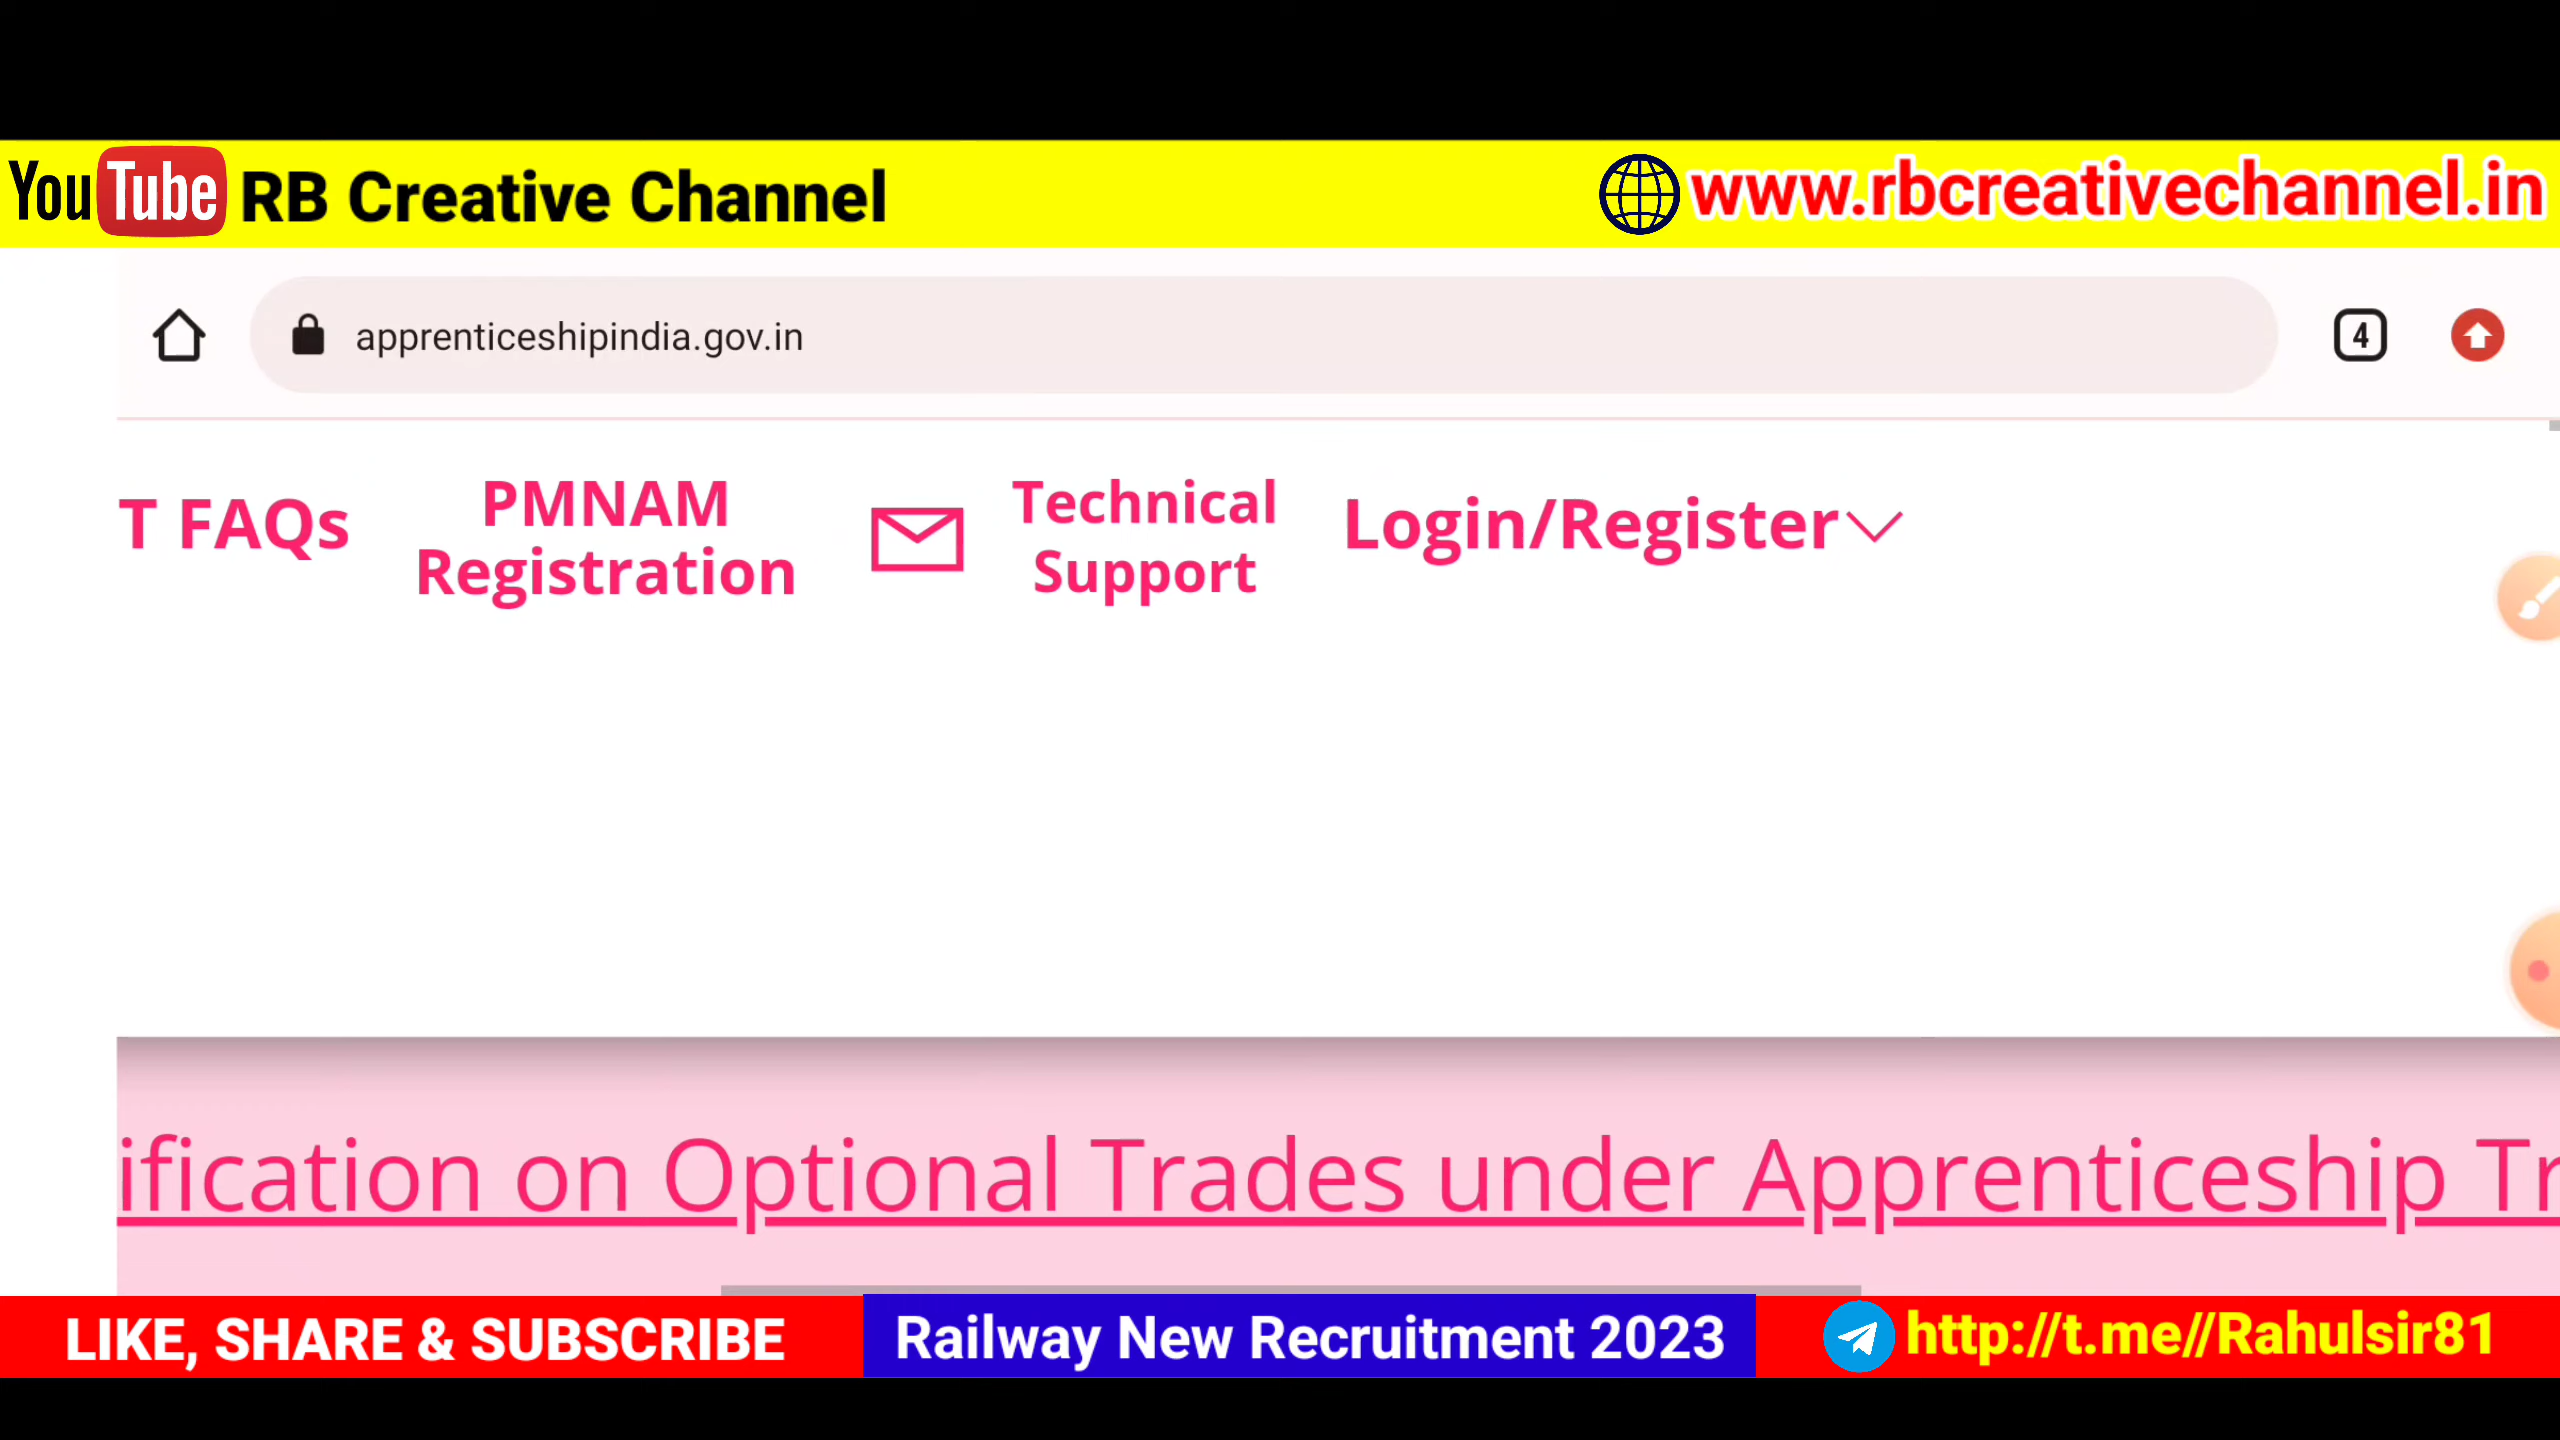 YouTube RB Creative Channel
www.rbcreativechannel.in
apprenticeshipindia.gov.in
4
T FAQs
PMNAM
Registration
Technical
Support
Login/Register
ification on Optional Trades under Apprenticeship Tr
LIKE, SHARE & SUBSCRIBE
Railway New Recruitment 2023
http://t.me//Rahulsir81